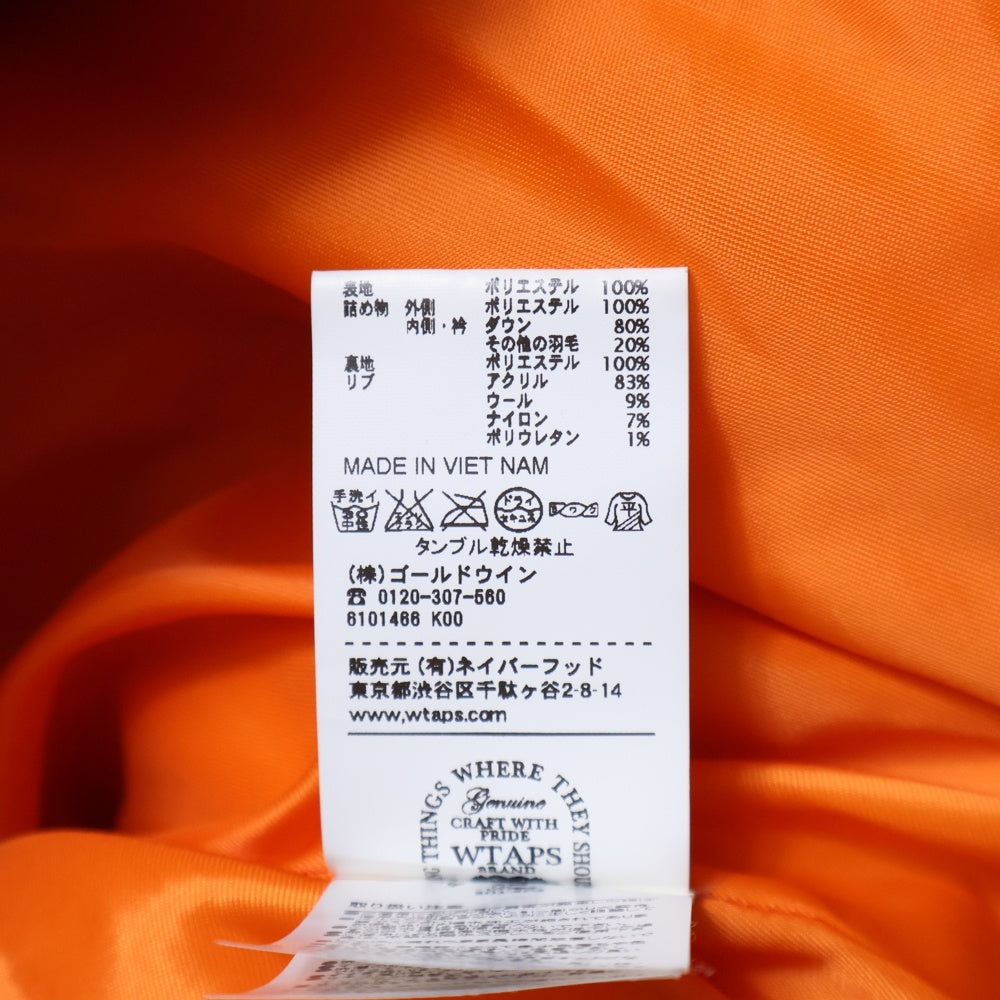 表地 ポリエステル 100%
詰め物 外側 ポリエステル 100%
内側・衿 ダウン 80%
その他の羽毛 20%
裏地 ポリエステル 100%
リブ アクリル 83%
ウール 9%
ナイロン 7%
ポリウレタン 1%
MADE IN VIET NAM
手洗イ
ドライ
平
タンブル乾燥禁止
(株)ゴールドウイン
☎ 0120-307-560
6101466 K00
販売元 (有)ネイバーフッド
東京都渋谷区千駄ヶ谷2-8-14
www.wtaps.com
THINGS WHERE THEY SHOU
Genuine
CRAFT WITH
PRIDE
WTAPS
BRAND